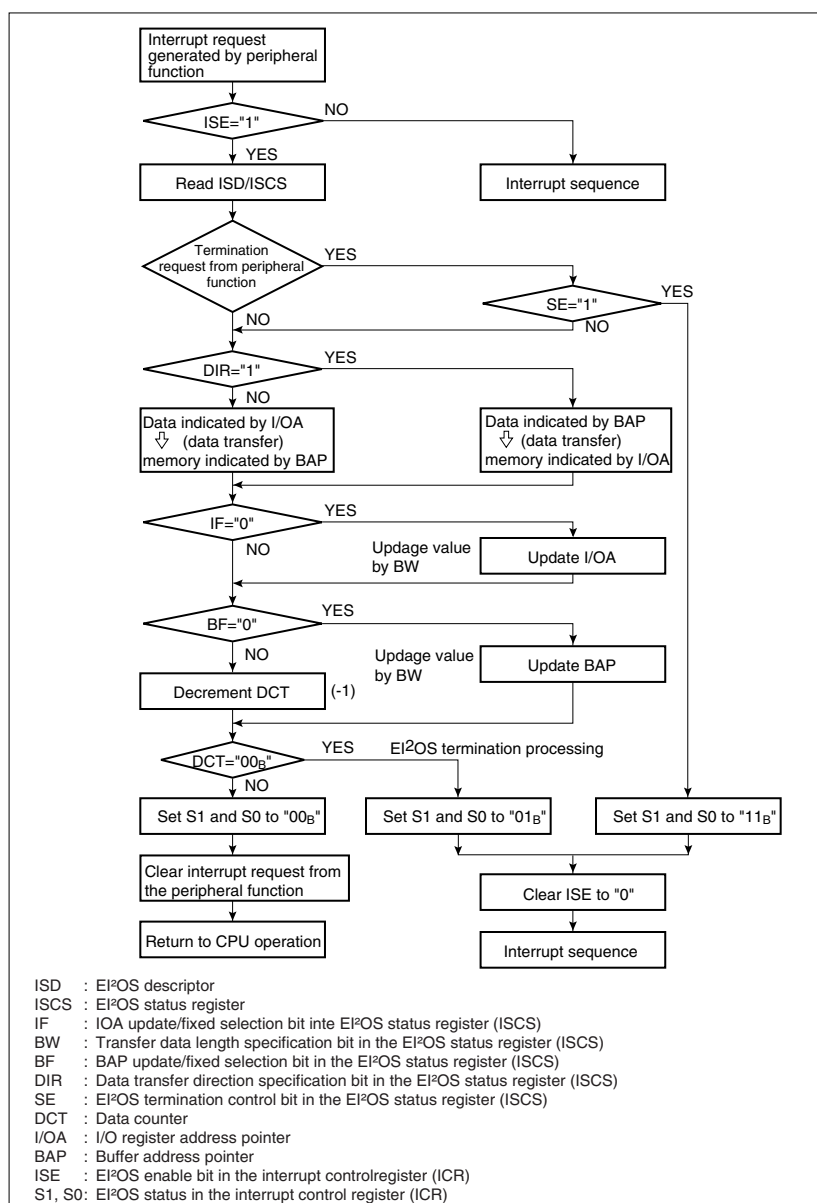 Interrupt request
generated by peripheral
function
ISE="1"
NO
YES
Read ISD/ISCS
Interrupt sequence
Termination
request from peripheral
function
YES
SE="1"
YES
NO
NO
DIR="1"
YES
NO
Data indicated by I/OA
⇩ (data transfer)
memory indicated by BAP
Data indicated by BAP
⇩ (data transfer)
memory indicated by I/OA
IF="0"
YES
NO
Updage value
by BW
Update I/OA
BF="0"
YES
NO
Updage value
by BW
Update BAP
Decrement DCT
(-1)
DCT="00B"
YES
EI²OS termination processing
NO
Set S1 and S0 to "00B"
Set S1 and S0 to "01B"
Set S1 and S0 to "11B"
Clear interrupt request from
the peripheral function
Clear ISE to "0"
Return to CPU operation
Interrupt sequence
ISD : EI²OS descriptor
ISCS : EI²OS status register
IF : IOA update/fixed selection bit inte EI²OS status register (ISCS)
BW : Transfer data length specification bit in the EI²OS status register (ISCS)
BF : BAP update/fixed selection bit in the EI²OS status register (ISCS)
DIR : Data transfer direction specification bit in the EI²OS status register (ISCS)
SE : EI²OS termination control bit in the EI²OS status register (ISCS)
DCT : Data counter
I/OA : I/O register address pointer
BAP : Buffer address pointer
ISE : EI²OS enable bit in the interrupt controlregister (ICR)
S1, S0: EI²OS status in the interrupt control register (ICR)